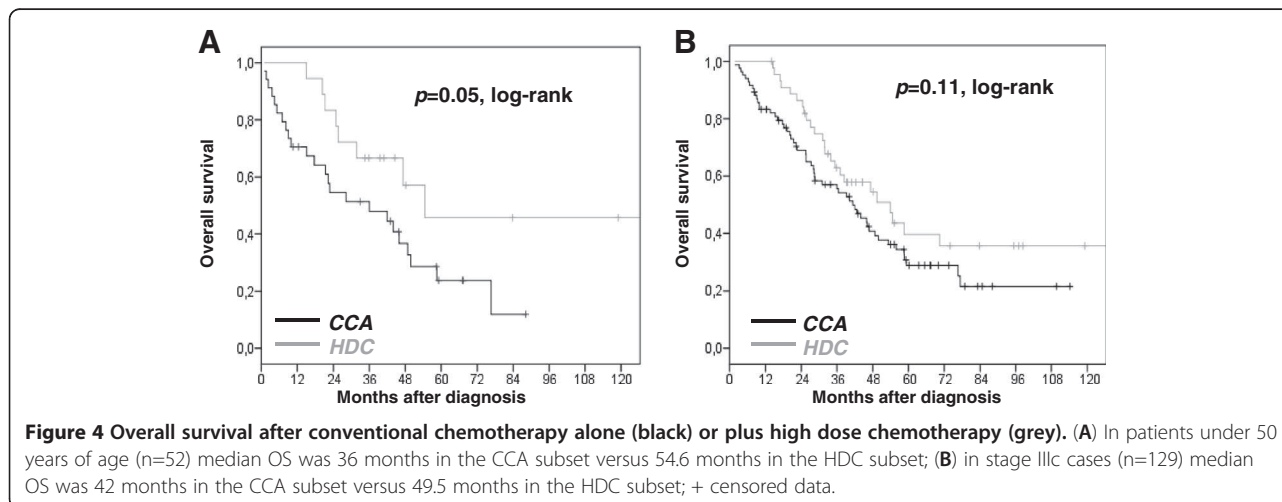 A
p=0.05, log-rank
Overall survival
1,0
0,8
0,6
0,4
0,2
0,0
CCA
HDC
0 12 24 36 48 60 72 84 96 108 120
Months after diagnosis
B
p=0.11, log-rank
Overall survival
1,0
0,8
0,6
0,4
0,2
0,0
CCA
HDC
0 12 24 36 48 60 72 84 96 108 120
Months after diagnosis
Figure 4 Overall survival after conventional chemotherapy alone (black) or plus high dose chemotherapy (grey). (A) In patients under 50
years of age (n=52) median OS was 36 months in the CCA subset versus 54.6 months in the HDC subset; (B) in stage IIIc cases (n=129) median
OS was 42 months in the CCA subset versus 49.5 months in the HDC subset; + censored data.